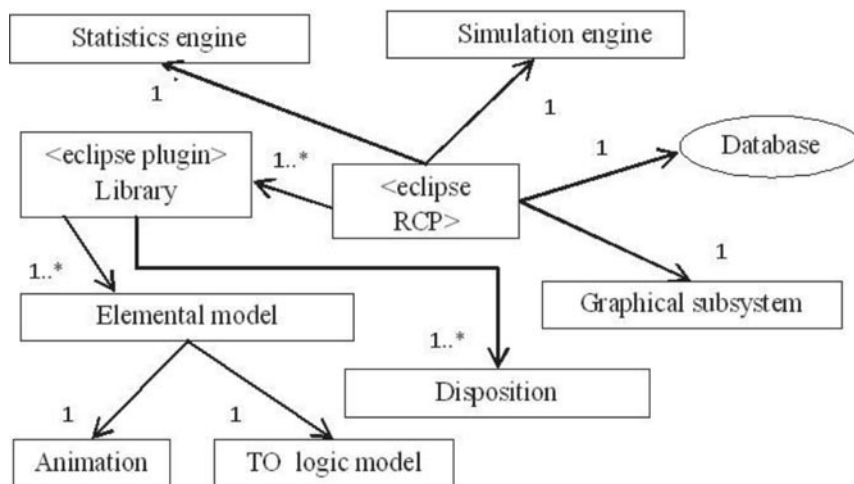 Statistics engine
Simulation engine
1
1
<eclipse plugin>
Library
1..*
<eclipse
RCP>
1
Database
1
1..*
Elemental model
Graphical subsystem
1..*
Disposition
1
1
Animation
TO logic model